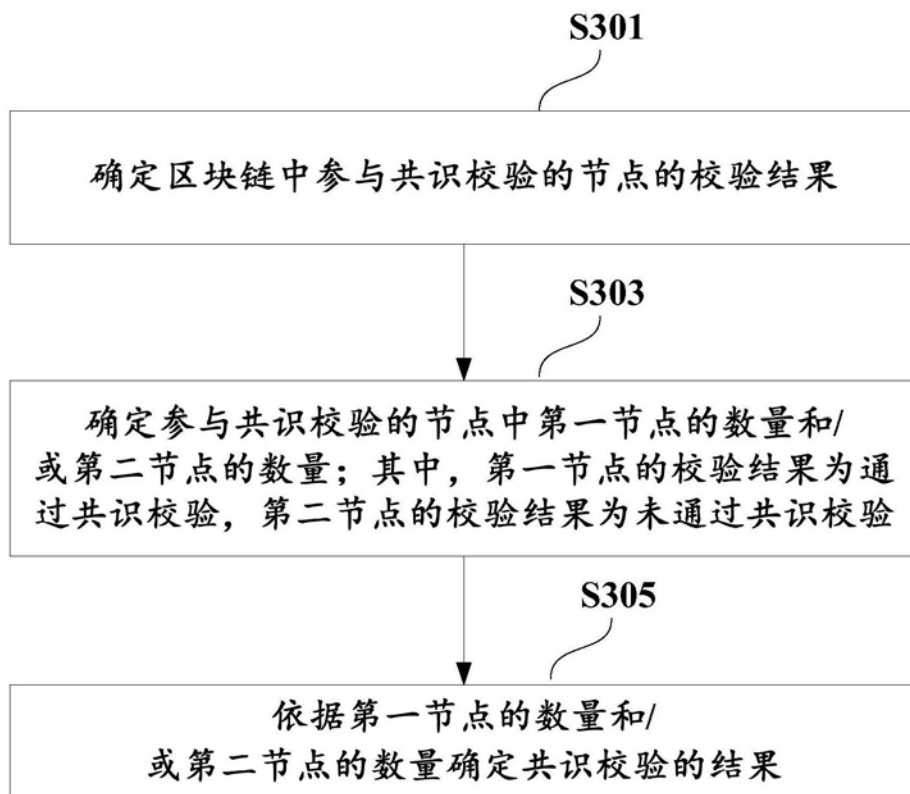 S301
确定区块链中参与共识校验的节点的校验结果
S303
确定参与共识校验的节点中第一节点的数量和/
或第二节点的数量；其中，第一节点的校验结果为通
过共识校验，第二节点的校验结果为未通过共识校验
S305
依据第一节点的数量和/
或第二节点的数量确定共识校验的结果